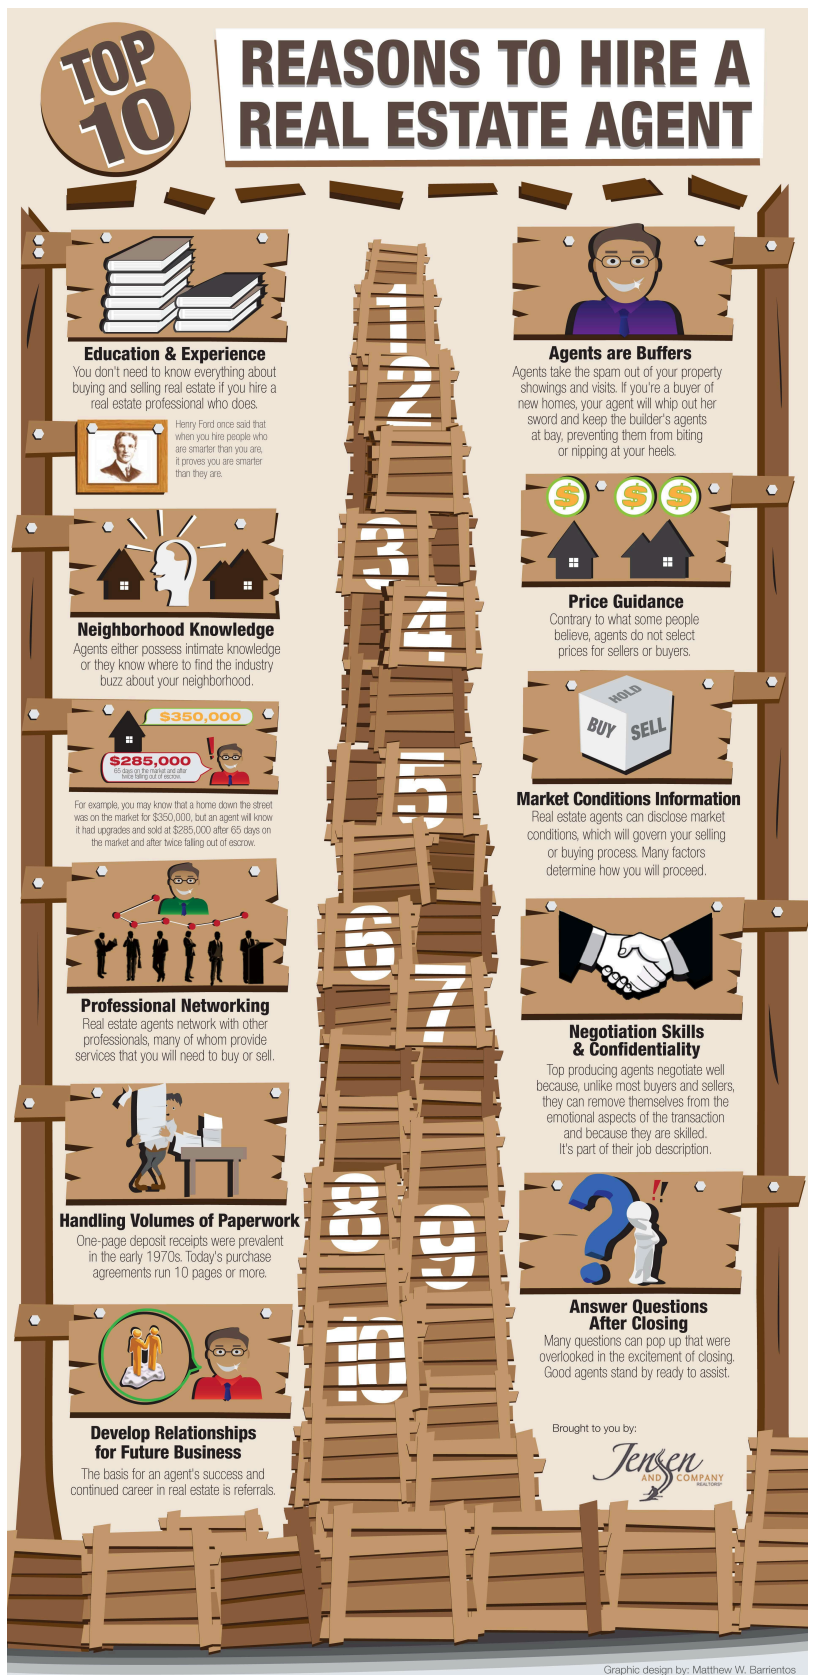 TOP
10
REASONS TO HIRE A
REAL ESTATE AGENT
1
Education & Experience
You don't need to know everything about
buying and selling real estate if you hire a
real estate professional who does.
Henry Ford once said that
when you hire people who
are smarter than you are,
it proves you are smarter
than they are.
2
Agents are Buffers
Agents take the spam out of your property
showings and visits. If you're a buyer of
new homes, your agent will whip out her
sword and keep the builder's agents
at bay, preventing them from biting
or nipping at your heels.
3
Neighborhood Knowledge
Agents either possess intimate knowledge
or they know where to find the industry
buzz about your neighborhood.
$350,000
$285,000
65 days on the market and after
twice falling out of escrow.
!
For example, you may know that a home down the street
was on the market for $350,000, but an agent will know
it had upgrades and sold at $285,000 after 65 days on
the market and after twice falling out of escrow.
4
$ $ $
Price Guidance
Contrary to what some people
believe, agents do not select
prices for sellers or buyers.
5
HOLD
BUY SELL
Market Conditions Information
Real estate agents can disclose market
conditions, which will govern your selling
or buying process. Many factors
determine how you will proceed.
6
Professional Networking
Real estate agents network with other
professionals, many of whom provide
services that you will need to buy or sell.
7
Negotiation Skills
& Confidentiality
Top producing agents negotiate well
because, unlike most buyers and sellers,
they can remove themselves from the
emotional aspects of the transaction
and because they are skilled.
It's part of their job description.
8
Handling Volumes of Paperwork
One-page deposit receipts were prevalent
in the early 1970s. Today's purchase
agreements run 10 pages or more.
9
? !!
Answer Questions
After Closing
Many questions can pop up that were
overlooked in the excitement of closing.
Good agents stand by ready to assist.
10
Develop Relationships
for Future Business
The basis for an agent's success and
continued career in real estate is referrals.
Brought to you by:
Jensen
AND COMPANY
REALTORS®
Graphic design by: Matthew W. Barrientos